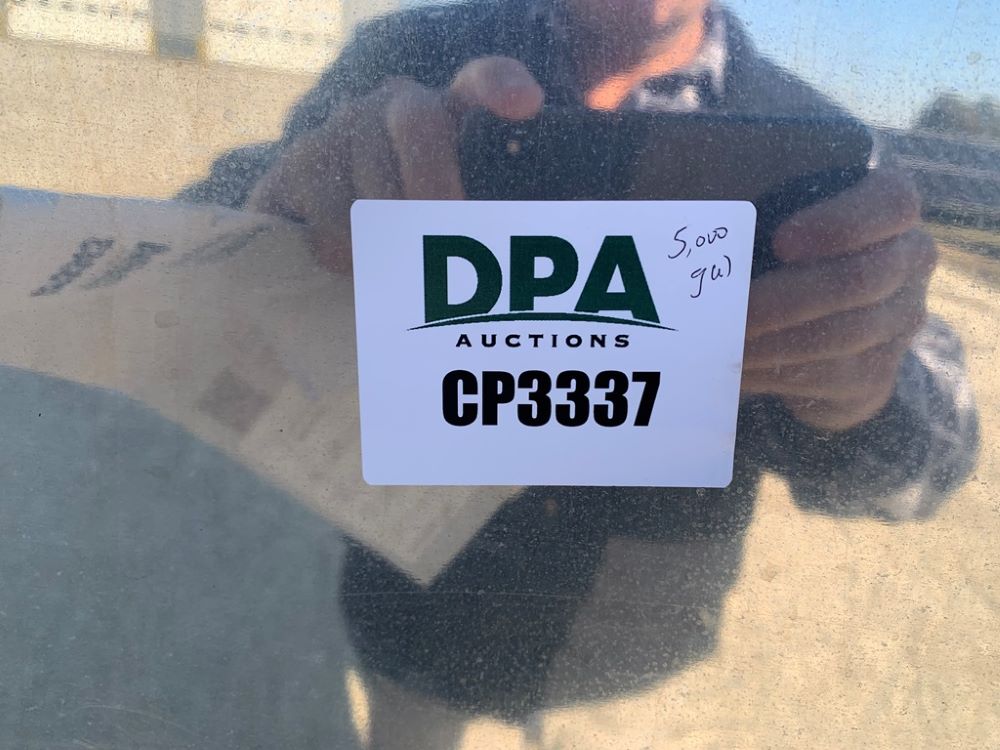 DPA
AUCTIONS
CP3337
5,000
gal